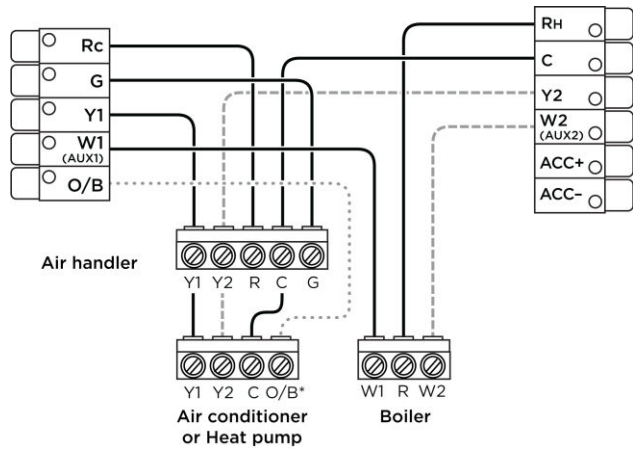 Rc
G
Y1
W1
(AUX1)
O/B
RH
C
Y2
W2
(AUX2)
ACC+
ACC-
Air handler
Y1 Y2 R C G
Y1 Y2 C O/B*
W1 R W2
Air conditioner
or Heat pump
Boiler